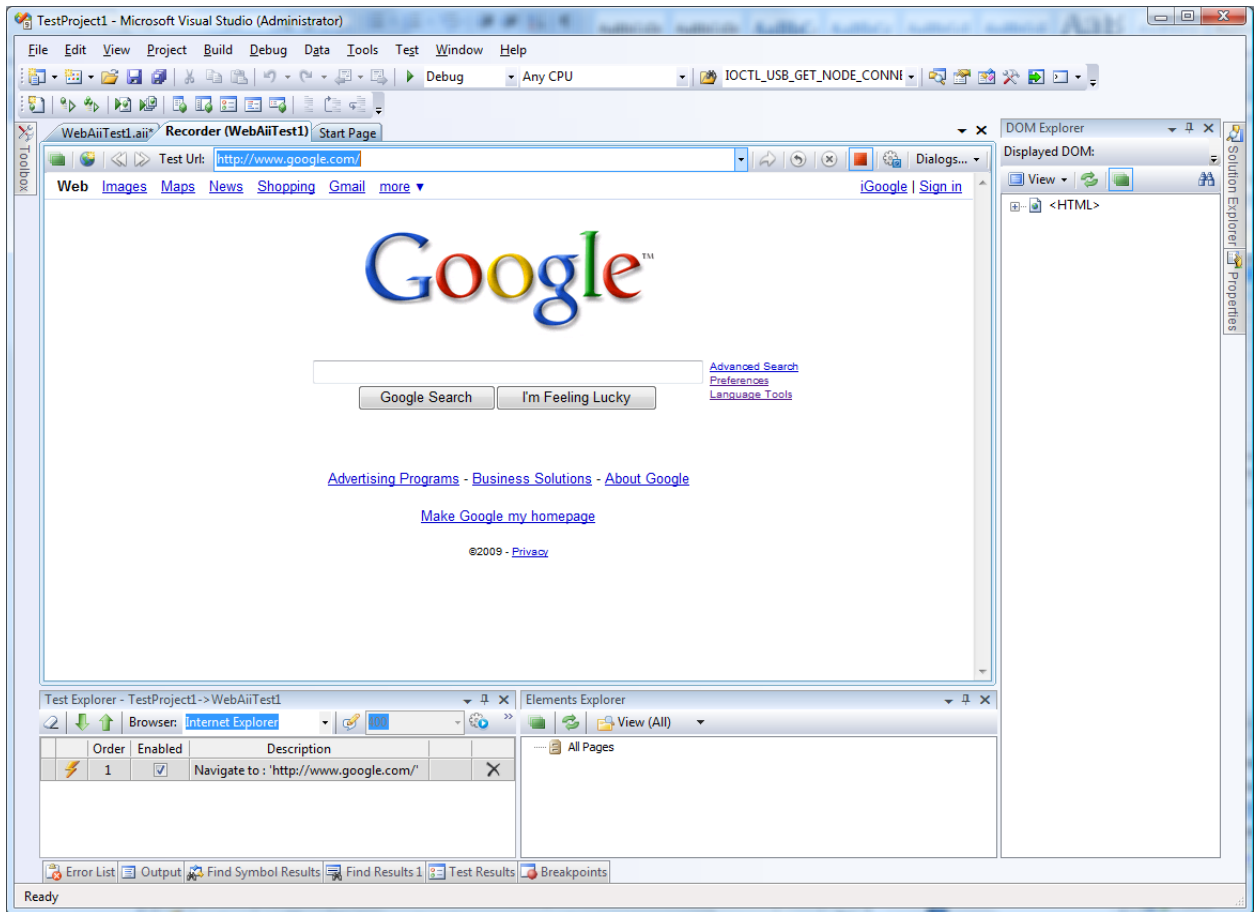 TestProject1 - Microsoft Visual Studio (Administrator)
File Edit View Project Build Debug Data Tools Test Window Help
Debug Any CPU IOCTL_USB_GET_NODE_CONNE
WebAiiTest1.aii* Recorder (WebAiiTest1) Start Page
Toolbox
Test Url: http://www.google.com/ Dialogs...
Web Images Maps News Shopping Gmail more ▼ iGoogle | Sign in
Google™
Advanced Search
Preferences
Language Tools
Google Search I'm Feeling Lucky
Advertising Programs - Business Solutions - About Google
Make Google my homepage
©2009 - Privacy
DOM Explorer
Displayed DOM:
View
<HTML>
Solution Explorer
Properties
Test Explorer - TestProject1->WebAiiTest1
Browser: Internet Explorer
Order Enabled Description
1 Navigate to : 'http://www.google.com/'
Elements Explorer
View (All)
All Pages
Error List Output Find Symbol Results Find Results 1 Test Results Breakpoints
Ready